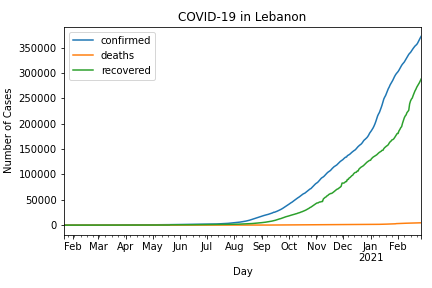 COVID-19 in Lebanon
confirmed
deaths
recovered
Number of Cases
350000
300000
250000
200000
150000
100000
50000
0
Feb Mar Apr May Jun Jul Aug Sep Oct Nov Dec Jan Feb
2021
Day